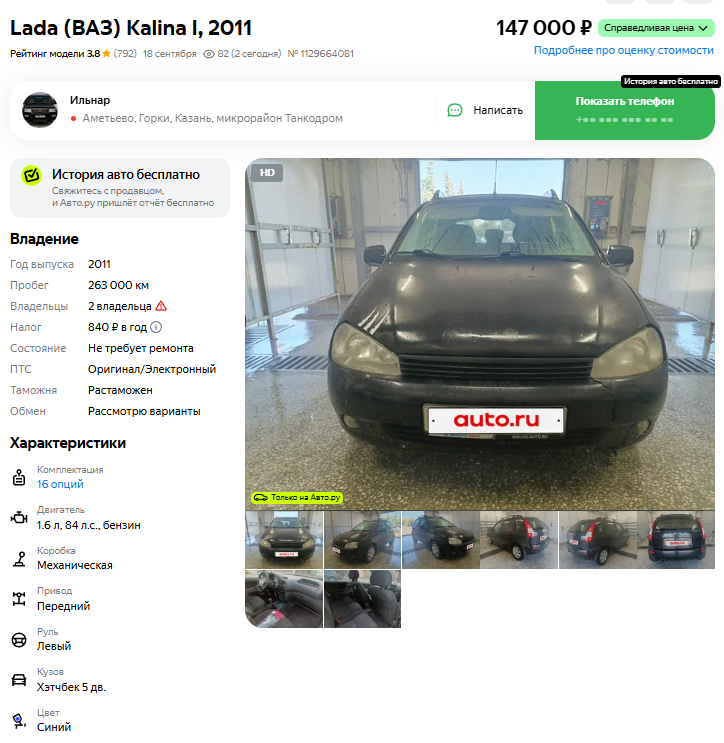 Lada (ВАЗ) Kalina I, 2011
147 000 ₽ Справедливая цена
Рейтинг модели 3.8 (792) 18 сентября 82 (2 сегодня) № 1129664081
Подробнее про оценку стоимости
История авто бесплатно
Ильнар
Аметьево, Горки, Казань, микрорайон Танкодром
Написать
Показать телефон
История авто бесплатно
Свяжитесь с продавцом,
и Авто.ру пришлёт отчёт бесплатно
HD
Владение
Год выпуска 2011
Пробег 263 000 км
Владельцы 2 владельца
Налог 840 ₽ в год
Состояние Не требует ремонта
ПТС Оригинал/Электронный
Таможня Растаможен
Обмен Рассмотрю варианты
auto.ru
Только на Авто.ру
Характеристики
Комплектация
16 опций
Двигатель
1.6 л, 84 л.с., бензин
Коробка
Механическая
Привод
Передний
Руль
Левый
Кузов
Хэтчбек 5 дв.
Цвет
Синий